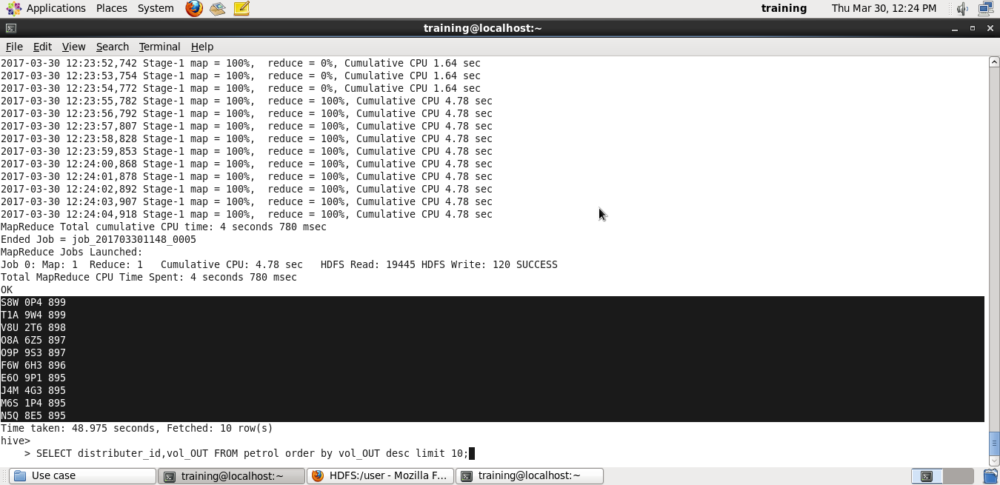 Applications Places System training Thu Mar 30, 12:24 PM
training@localhost:~
File Edit View Search Terminal Help
2017-03-30 12:23:52,742 Stage-1 map = 100%,  reduce = 0%, Cumulative CPU 1.64 sec
2017-03-30 12:23:53,754 Stage-1 map = 100%,  reduce = 0%, Cumulative CPU 1.64 sec
2017-03-30 12:23:54,772 Stage-1 map = 100%,  reduce = 0%, Cumulative CPU 1.64 sec
2017-03-30 12:23:55,782 Stage-1 map = 100%,  reduce = 100%, Cumulative CPU 4.78 sec
2017-03-30 12:23:56,792 Stage-1 map = 100%,  reduce = 100%, Cumulative CPU 4.78 sec
2017-03-30 12:23:57,807 Stage-1 map = 100%,  reduce = 100%, Cumulative CPU 4.78 sec
2017-03-30 12:23:58,828 Stage-1 map = 100%,  reduce = 100%, Cumulative CPU 4.78 sec
2017-03-30 12:23:59,853 Stage-1 map = 100%,  reduce = 100%, Cumulative CPU 4.78 sec
2017-03-30 12:24:00,868 Stage-1 map = 100%,  reduce = 100%, Cumulative CPU 4.78 sec
2017-03-30 12:24:01,878 Stage-1 map = 100%,  reduce = 100%, Cumulative CPU 4.78 sec
2017-03-30 12:24:02,892 Stage-1 map = 100%,  reduce = 100%, Cumulative CPU 4.78 sec
2017-03-30 12:24:03,907 Stage-1 map = 100%,  reduce = 100%, Cumulative CPU 4.78 sec
2017-03-30 12:24:04,918 Stage-1 map = 100%,  reduce = 100%, Cumulative CPU 4.78 sec
MapReduce Total cumulative CPU time: 4 seconds 780 msec
Ended Job = job_201703301148_0005
MapReduce Jobs Launched:
Job 0: Map: 1  Reduce: 1   Cumulative CPU: 4.78 sec   HDFS Read: 19445 HDFS Write: 120 SUCCESS
Total MapReduce CPU Time Spent: 4 seconds 780 msec
OK
S8W 0P4 899
T1A 9W4 899
V8U 2T6 898
O8A 6Z5 897
O9P 9S3 897
F6W 6H3 896
E6O 9P1 895
J4M 4G3 895
M6S 1P4 895
N5Q 8E5 895
Time taken: 48.975 seconds, Fetched: 10 row(s)
hive>
    > SELECT distributer_id,vol_OUT FROM petrol order by vol_OUT desc limit 10;
Use case training@localhost:~ HDFS:/user - Mozilla F... training@localhost:~